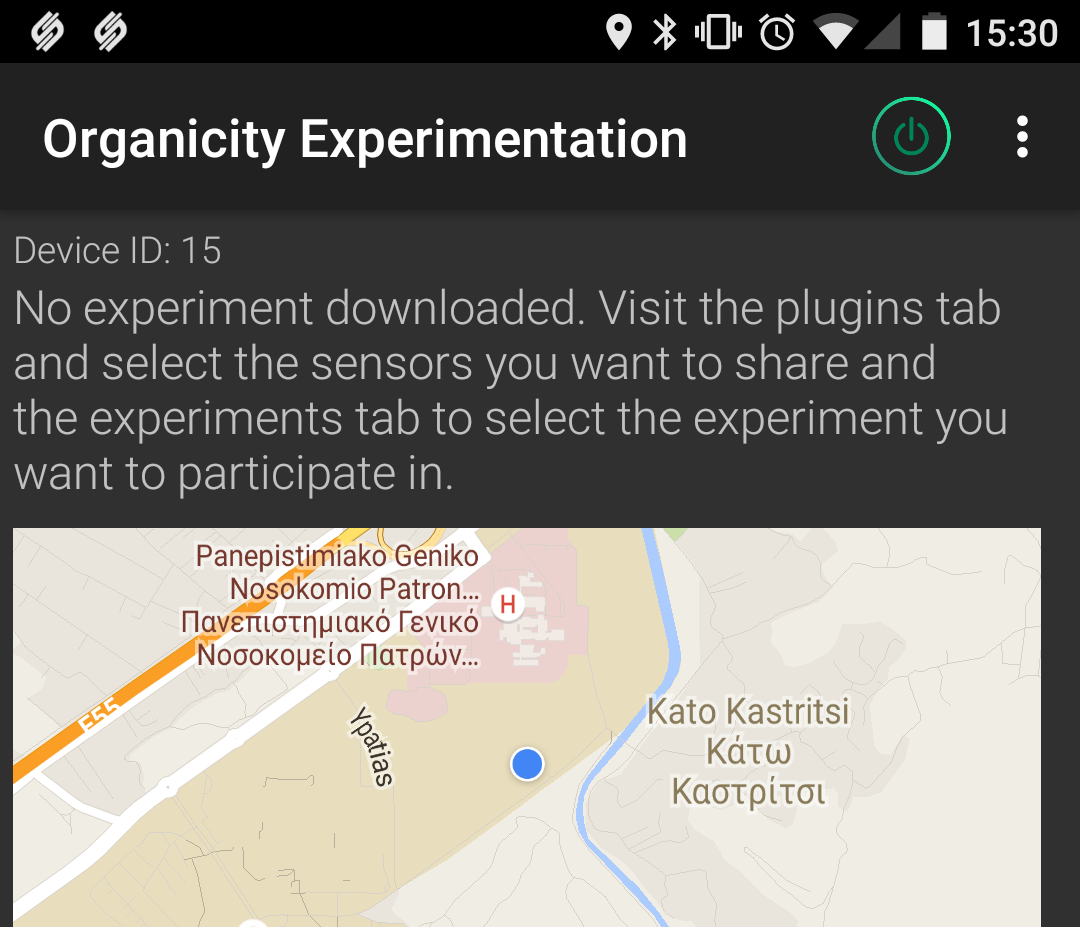 15:30
Organicity Experimentation
Device ID: 15
No experiment downloaded. Visit the plugins tab
and select the sensors you want to share and
the experiments tab to select the experiment you
want to participate in.
Panepistimiako Geniko
Nosokomio Patron...
Πανεπιστημιακό Γενικό
Νοσοκομείο Πατρών...
H
E55
Ypatias
Kato Kastritsi
Κάτω
Καστρίτσι